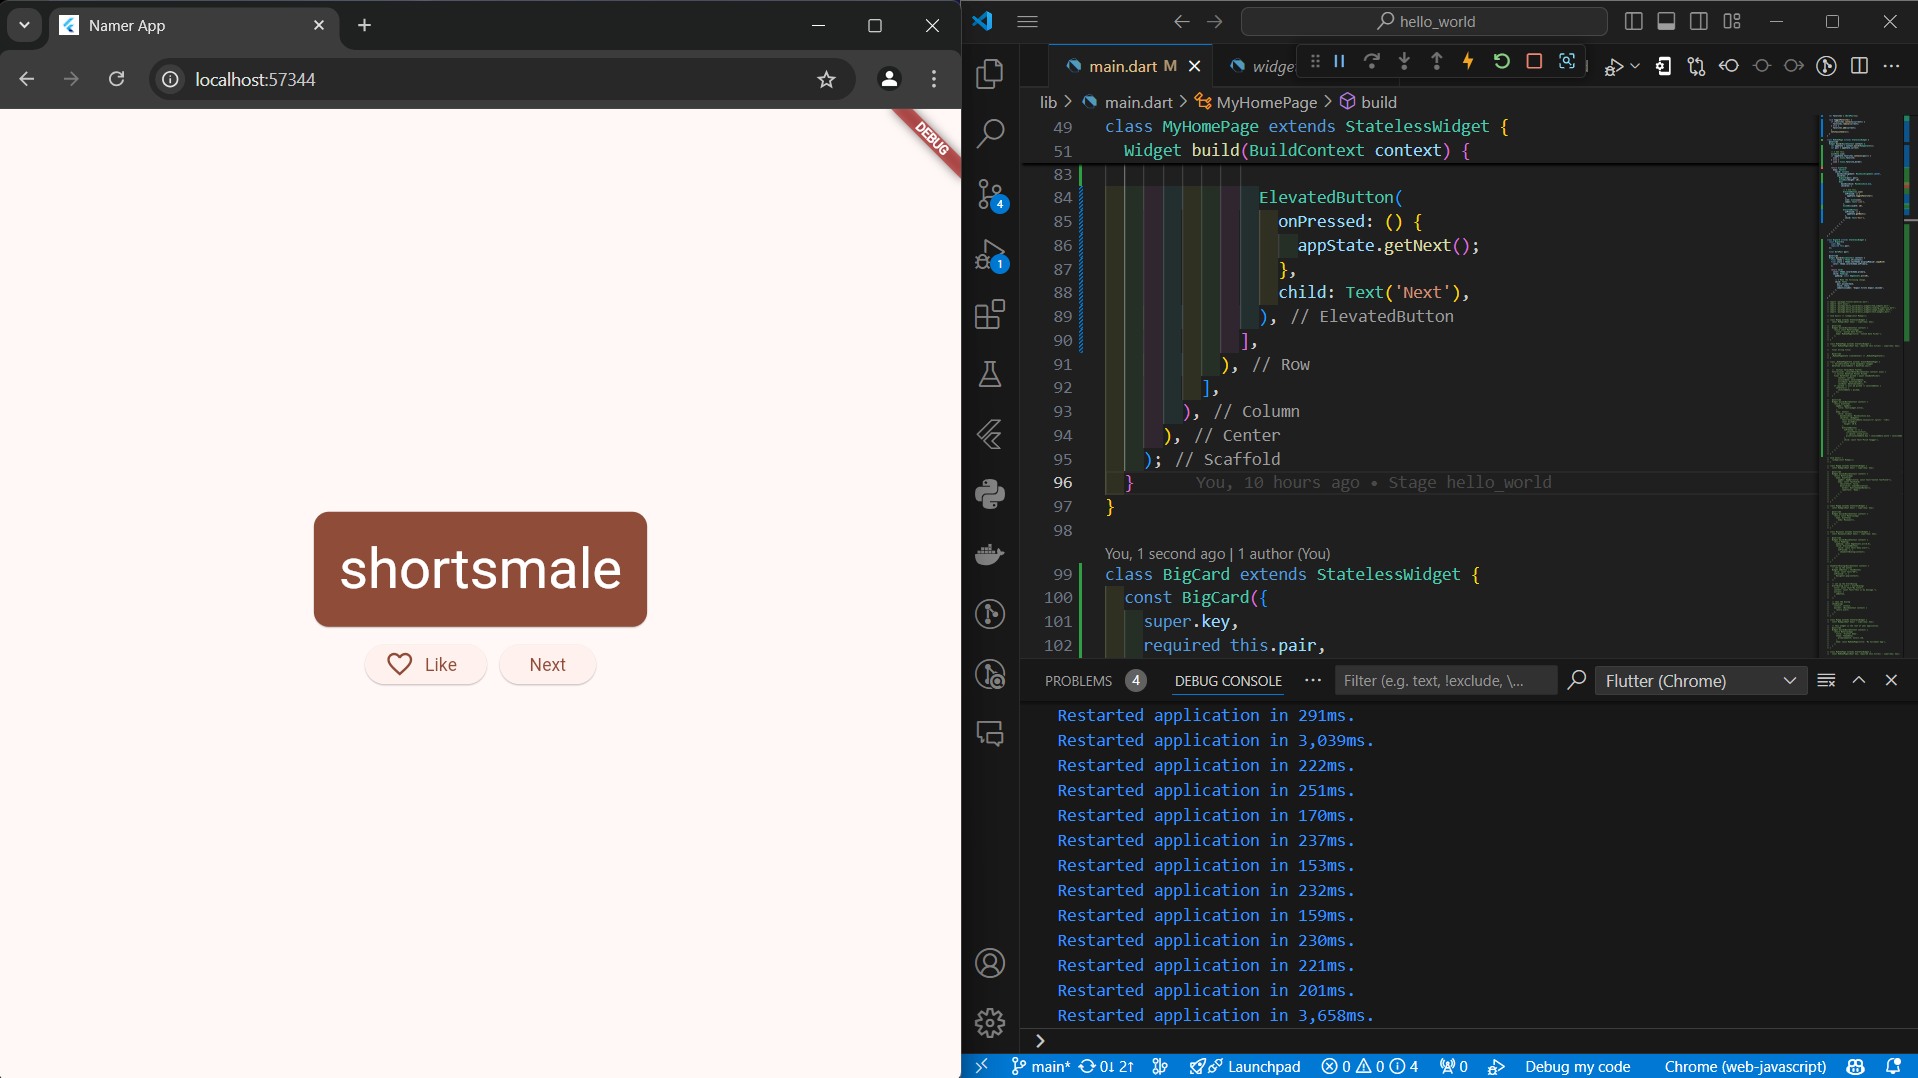 Namer App
localhost:57344
DEBUG
shortsmale
Like
Next
hello_world
main.dart M
widge
lib > main.dart > MyHomePage > build
49 class MyHomePage extends StatelessWidget {
51 Widget build(BuildContext context) {
83
84 ElevatedButton(
85 onPressed: () {
86 appState.getNext();
87 },
88 child: Text('Next'),
89 ), // ElevatedButton
90 ],
91 ), // Row
92 ],
93 ), // Column
94 ), // Center
95 ); // Scaffold
96 } You, 10 hours ago • Stage hello_world
97 }
98
You, 1 second ago | 1 author (You)
99 class BigCard extends StatelessWidget {
100 const BigCard({
101 super.key,
102 required this.pair,
4
1
PROBLEMS 4 DEBUG CONSOLE ··· Filter (e.g. text, !exclude, \... Flutter (Chrome)
Restarted application in 291ms.
Restarted application in 3,039ms.
Restarted application in 222ms.
Restarted application in 251ms.
Restarted application in 170ms.
Restarted application in 237ms.
Restarted application in 153ms.
Restarted application in 232ms.
Restarted application in 159ms.
Restarted application in 230ms.
Restarted application in 221ms.
Restarted application in 201ms.
Restarted application in 3,658ms.
>
main* 0↓ 2↑ Launchpad 0 0 4 0 Debug my code Chrome (web-javascript)